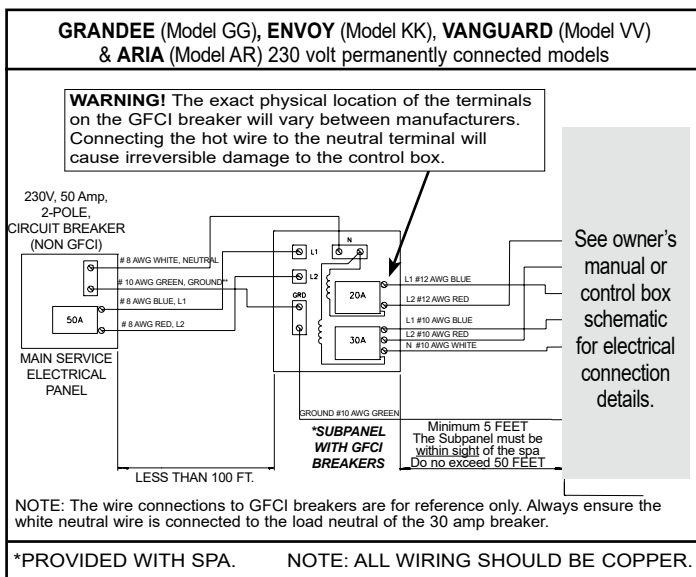 GRANDEE (Model GG), ENVOY (Model KK), VANGUARD (Model VV)
& ARIA (Model AR) 230 volt permanently connected models
WARNING! The exact physical location of the terminals
on the GFCI breaker will vary between manufacturers.
Connecting the hot wire to the neutral terminal will
cause irreversible damage to the control box.
230V, 50 Amp,
2-POLE,
CIRCUIT BREAKER
(NON GFCI)
# 8 AWG WHITE, NEUTRAL
# 10 AWG GREEN, GROUND**
# 8 AWG BLUE, L1
50A
# 8 AWG RED, L2
MAIN SERVICE
ELECTRICAL
PANEL
N
L1
L2
GRD
20A
30A
L1 #12 AWG BLUE
L2 #12 AWG RED
L1 #10 AWG BLUE
L2 #10 AWG RED
N #10 AWG WHITE
GROUND #10 AWG GREEN
*SUBPANEL
WITH GFCI
BREAKERS
See owner's
manual or
control box
schematic
for electrical
connection
details.
Minimum 5 FEET
The Subpanel must be
within sight of the spa
Do no exceed 50 FEET
LESS THAN 100 FT.
NOTE: The wire connections to GFCI breakers are for reference only. Always ensure the
white neutral wire is connected to the load neutral of the 30 amp breaker.
*PROVIDED WITH SPA. NOTE: ALL WIRING SHOULD BE COPPER.